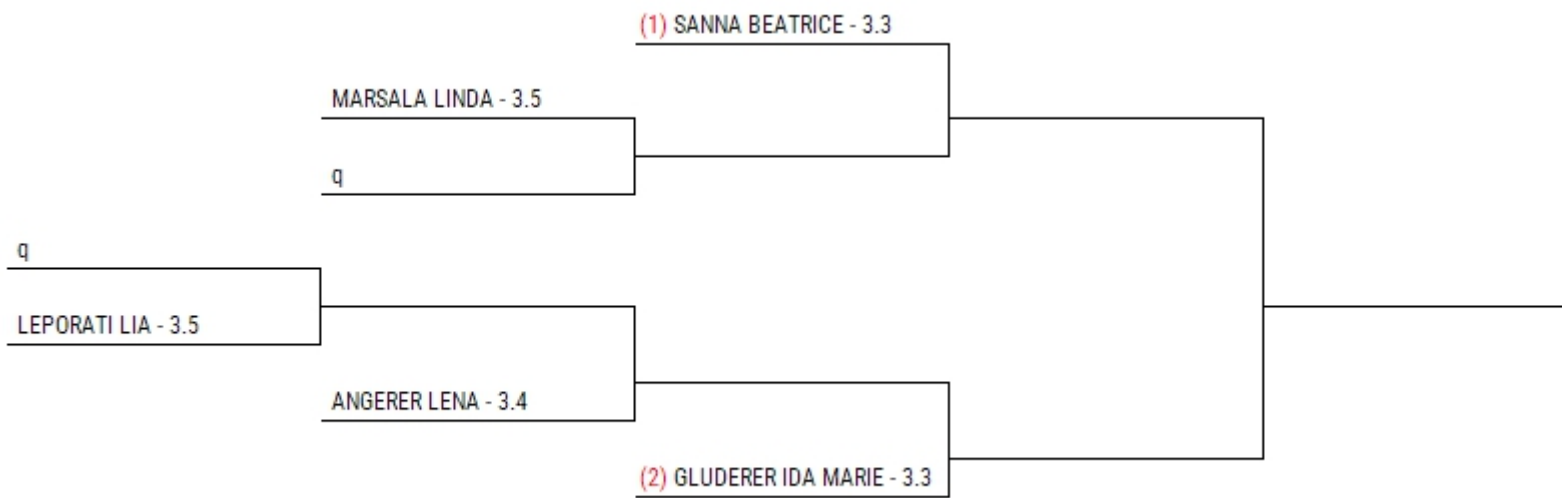 (1) SANNA BEATRICE - 3.3
MARSALA LINDA - 3.5
q
q
LEPORATI LIA - 3.5
ANGERER LENA - 3.4
(2) GLUDERER IDA MARIE - 3.3